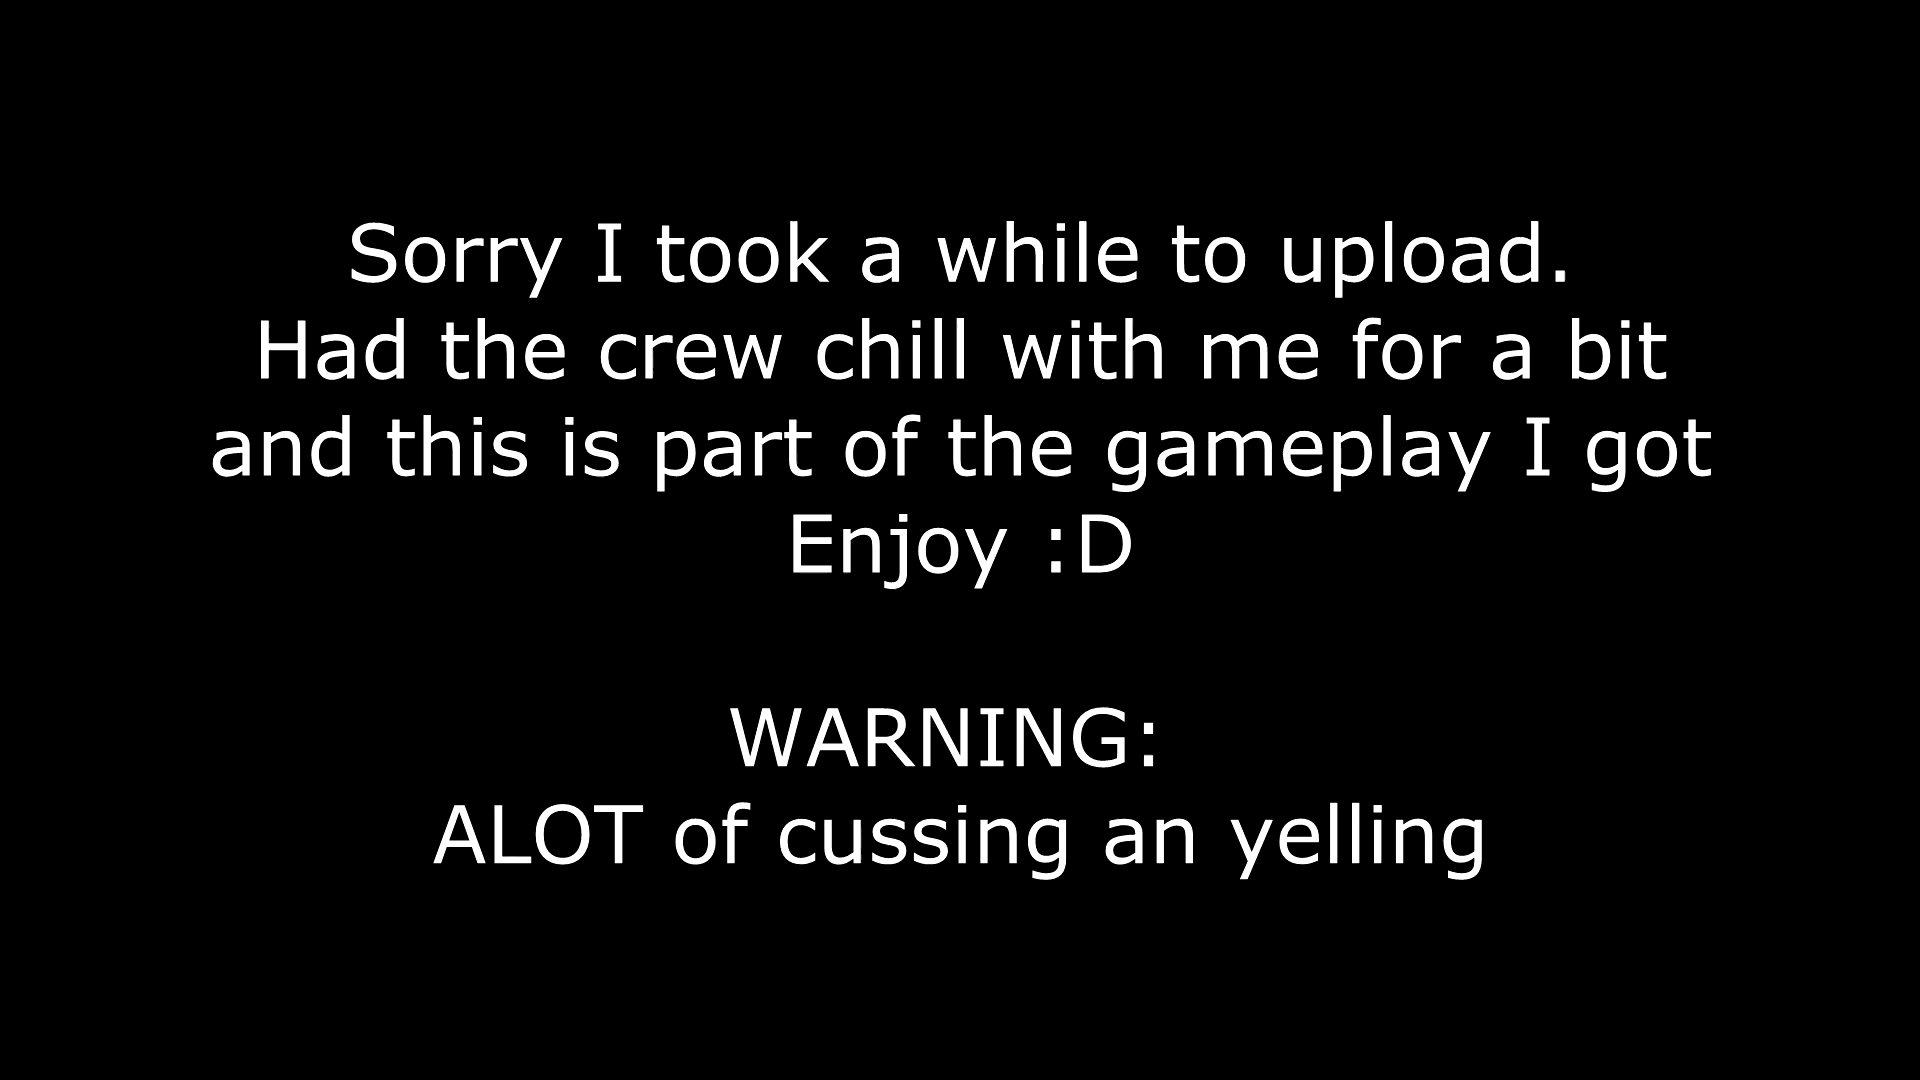 Sorry I took a while to upload.
Had the crew chill with me for a bit
and this is part of the gameplay I got
Enjoy :D
WARNING:
ALOT of cussing an yelling